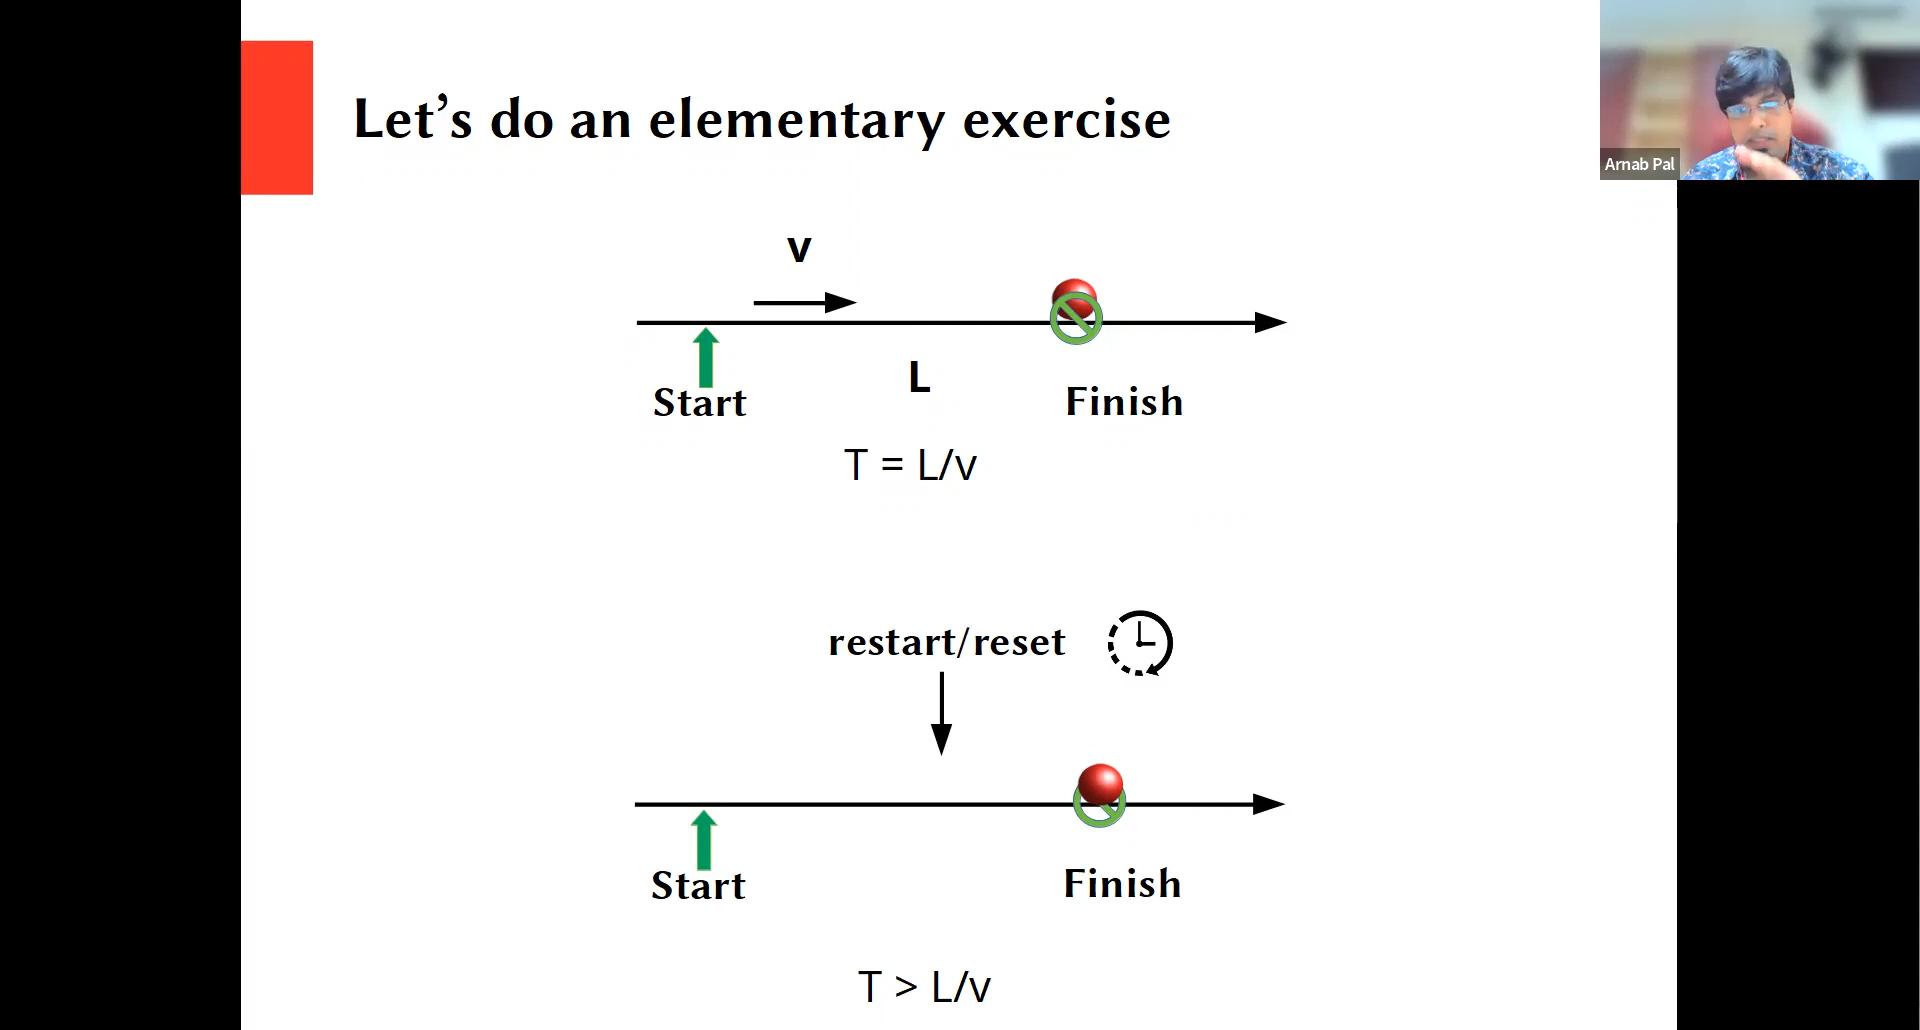 Let's do an elementary exercise
Arnab Pal
v
L
Start
Finish
T = L/v
restart/reset
Start
Finish
T > L/v